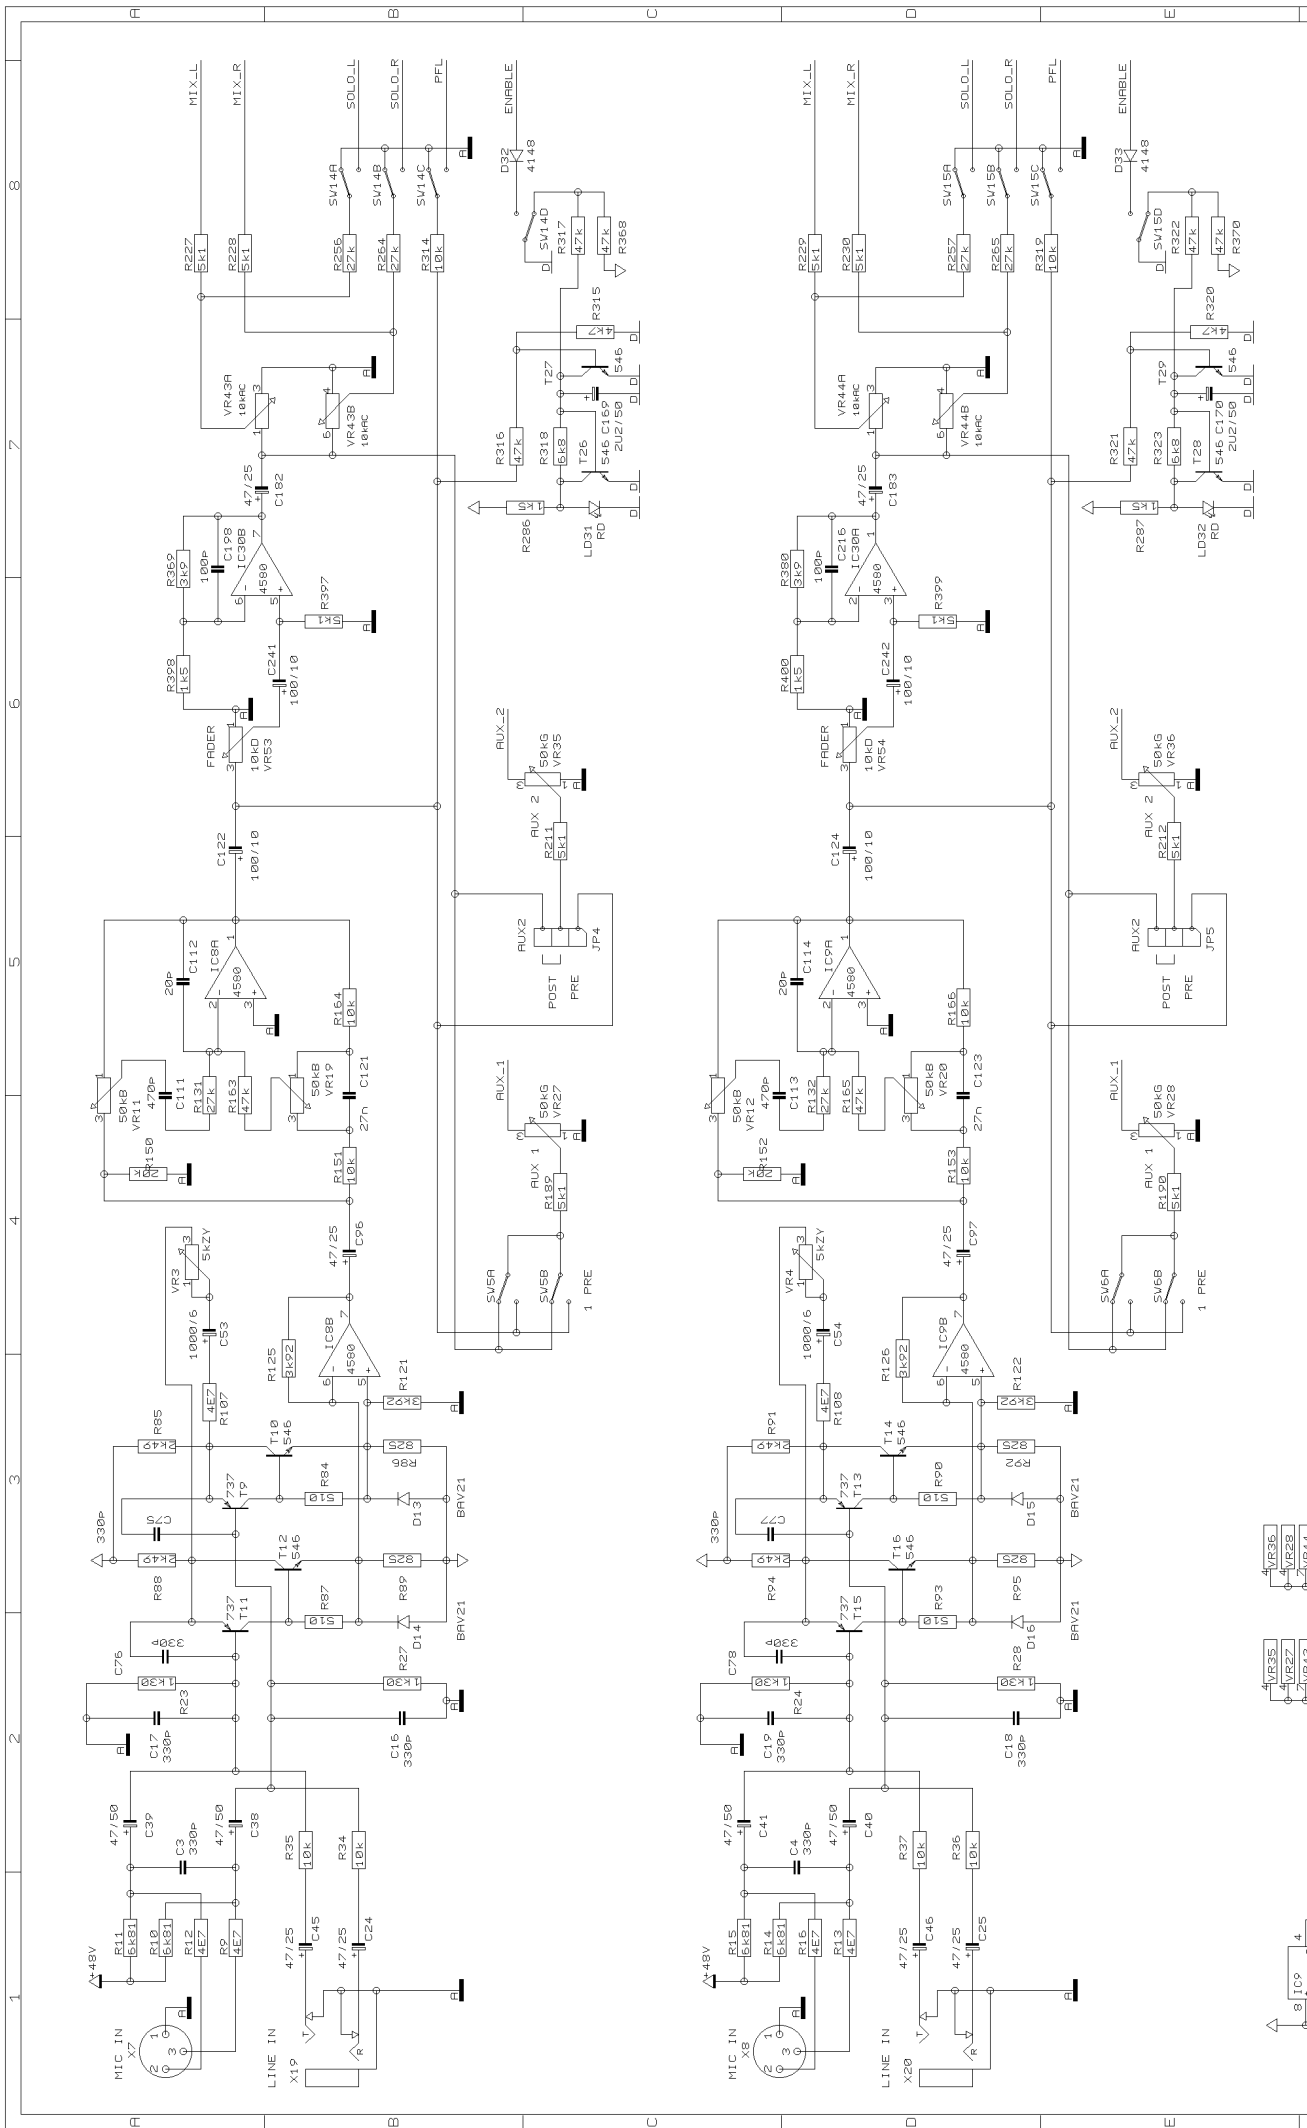 A
B
C
D
E
8
7
6
5
4
3
2
1
MIX_L
MIX_R
SOLO_L
SOLO_R
PFL
ENABLE
D32
4148
SW14A
SW14B
SW14C
SW14D
R227
5k1
R228
5k1
R256
27k
R264
27k
R314
10k
R317
47k
R368
47k
R315
4k7
T27
546
C169
2U2/50
T26
546
R316
47k
R318
6k8
R286
1k5
LD31
RD
VR43A
10kAC
VR43B
10kAC
47/25
C182
R369
3k9
100p
C198
IC30B
4580
R397
5k1
R398
1k5
C241
100/10
FADER
10kD
VR53
C122
100/10
AUX_2
50kG
VR35
AUX 2
R211
5k1
AUX2
JP4
POST
PRE
20p
C112
IC8A
4580
R164
10k
50kB
VR11
470p
C111
R131
27k
R163
47k
50kB
VR19
C121
27n
R150
20k
R151
10k
AUX_1
50kG
VR27
AUX 1
R189
5k1
SW5A
SW5B
1 PRE
VR3
5kZY
1000/6
C53
47/25
C96
R125
3k92
IC8B
4580
R121
3k92
R107
4E7
R85
2k49
T10
546
R86
825
330p
C75
737
T9
R84
510
D13
BAV21
R88
2k49
T12
546
R89
825
C76
330p
737
T11
R87
510
D14
BAV21
R23
1k30
R27
1k30
C17
330p
C16
330p
47/50
C39
C3
330p
47/50
C38
R35
10k
R34
10k
+48V
R11
6k81
R10
6k81
R12
4E7
R9
4E7
47/25
C45
47/25
C24
MIC IN
X7
LINE IN
X19
MIX_L
MIX_R
SOLO_L
SOLO_R
PFL
ENABLE
D33
4148
SW15A
SW15B
SW15C
SW15D
R229
5k1
R230
5k1
R257
27k
R265
27k
R319
10k
R322
47k
R370
47k
R320
4k7
T29
546
C170
2U2/50
T28
546
R321
47k
R323
6k8
R287
1k5
LD32
RD
VR44A
10kAC
VR44B
10kAC
47/25
C183
R380
3k9
100p
C216
IC30A
4580
R399
5k1
R400
1k5
C242
100/10
FADER
10kD
VR54
C124
100/10
AUX_2
50kG
VR36
AUX 2
R212
5k1
AUX2
JP5
POST
PRE
20p
C114
IC9A
4580
R166
10k
50kB
VR12
470p
C113
R132
27k
R165
47k
50kB
VR20
C123
27n
R152
20k
R153
10k
AUX_1
50kG
VR28
AUX 1
R190
5k1
SW6A
SW6B
1 PRE
VR4
5kZY
1000/6
C54
47/25
C97
R126
3k92
IC9B
4580
R122
3k92
R108
4E7
R91
2k49
T14
546
R92
825
330p
C77
737
T13
R90
510
D15
BAV21
R94
2k49
T16
546
R95
825
C78
330p
737
T15
R93
510
D16
BAV21
R24
1k30
R28
1k30
C19
330p
C18
330p
47/50
C41
C4
330p
47/50
C40
R37
10k
R36
10k
+48V
R15
6k81
R14
6k81
R16
4E7
R13
4E7
47/25
C46
47/25
C25
MIC IN
X8
LINE IN
X20
4 VR36
4 VR28
4 VR35
4 VR27
8 IC9 4